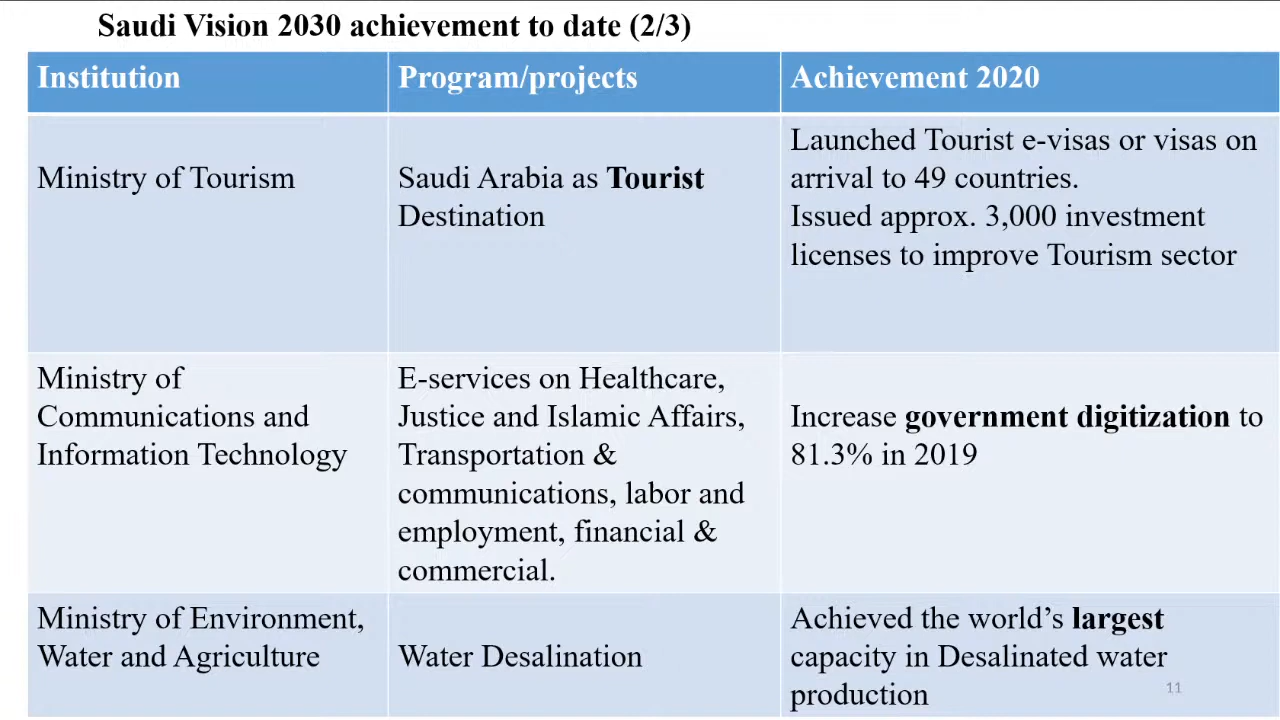 Saudi Vision 2030 achievement to date (2/3)
Institution
Program/projects
Achievement 2020
Ministry of Tourism
Saudi Arabia as Tourist
Destination
Launched Tourist e-visas or visas on
arrival to 49 countries.
Issued approx. 3,000 investment
licenses to improve Tourism sector
Ministry of
Communications and
Information Technology
E-services on Healthcare,
Justice and Islamic Affairs,
Transportation &
communications, labor and
employment, financial &
commercial.
Increase government digitization to
81.3% in 2019
Ministry of Environment,
Water and Agriculture
Water Desalination
Achieved the world’s largest
capacity in Desalinated water
production
11